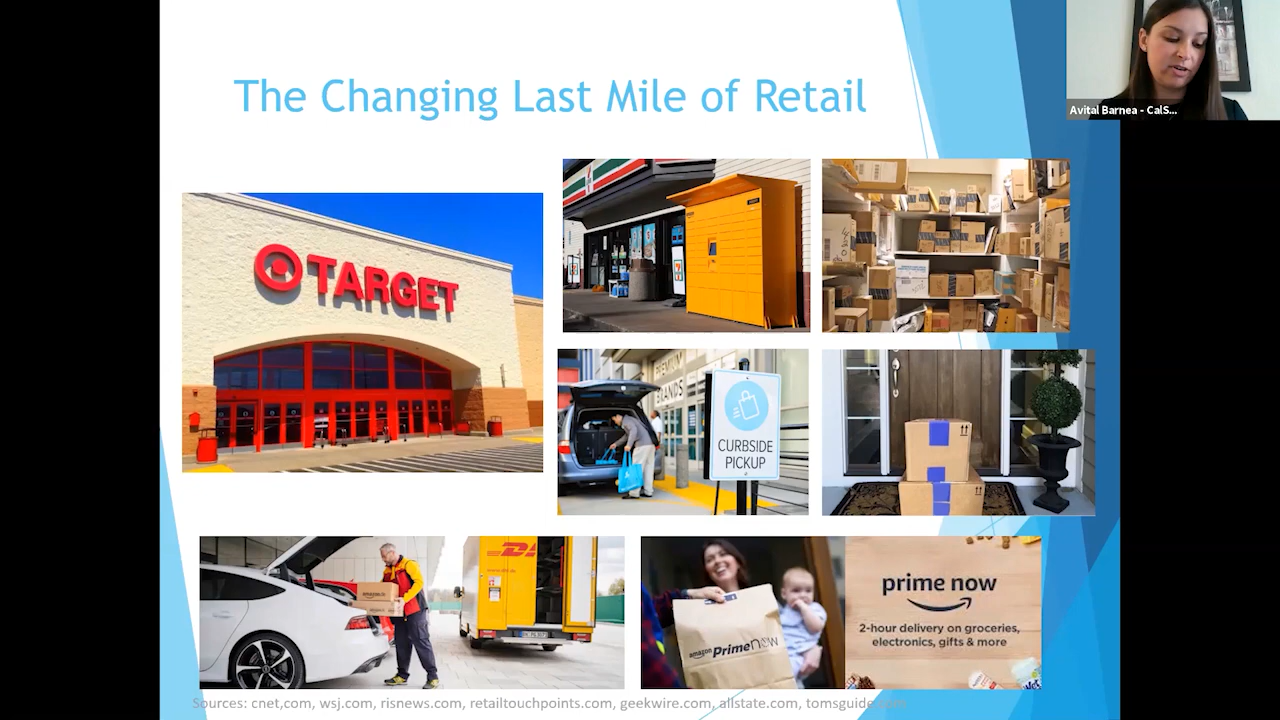 The Changing Last Mile of Retail
Avital Barnea - CalS...
TARGET
CURBSIDE
PICKUP
amazon PrimeNow
prime now
2-hour delivery on groceries,
electronics, gifts & more
Sources: cnet,com, wsj.com, risnews.com, retailtouchpoints.com, geekwire.com, allstate.com, tomsguide.com